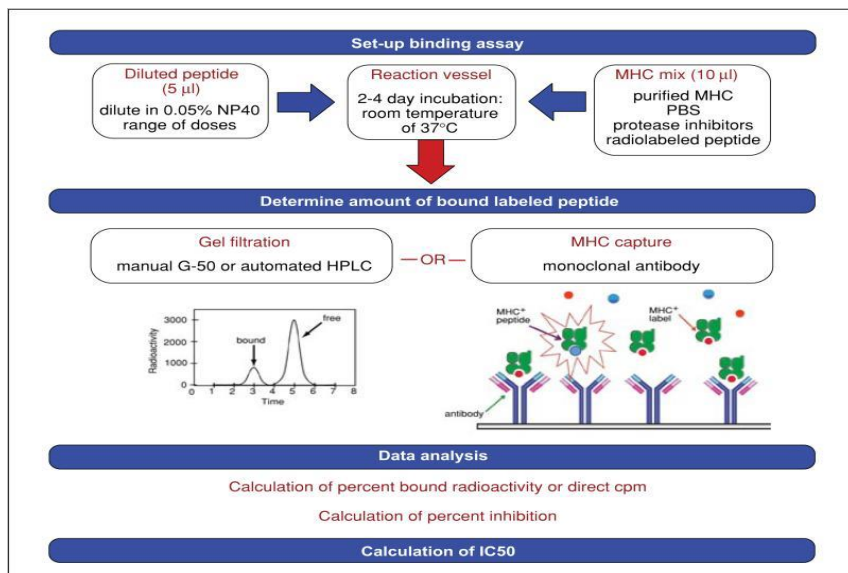 Set-up binding assay
Diluted peptide
(5 µl)
dilute in 0.05% NP40
range of doses
Reaction vessel
2-4 day incubation:
room temperature
of 37°C
MHC mix (10 µl)
purified MHC
PBS
protease inhibitors
radiolabeled peptide
Determine amount of bound labeled peptide
Gel filtration
manual G-50 or automated HPLC
—OR—
MHC capture
monoclonal antibody
Radioactivity
3000
2000
1000
0
bound
free
0 1 2 3 4 5 6 7 8
Time
MHC+
peptide
MHC+
label
antibody
Data analysis
Calculation of percent bound radioactivity or direct cpm
Calculation of percent inhibition
Calculation of IC50